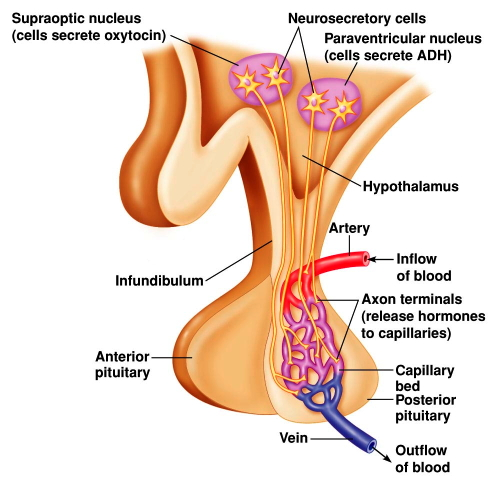 Supraoptic nucleus
(cells secrete oxytocin)
Neurosecretory cells
Paraventricular nucleus
(cells secrete ADH)
Hypothalamus
Artery
Inflow
of blood
Infundibulum
Axon terminals
(release hormones
to capillaries)
Anterior
pituitary
Capillary
bed
Posterior
pituitary
Vein
Outflow
of blood